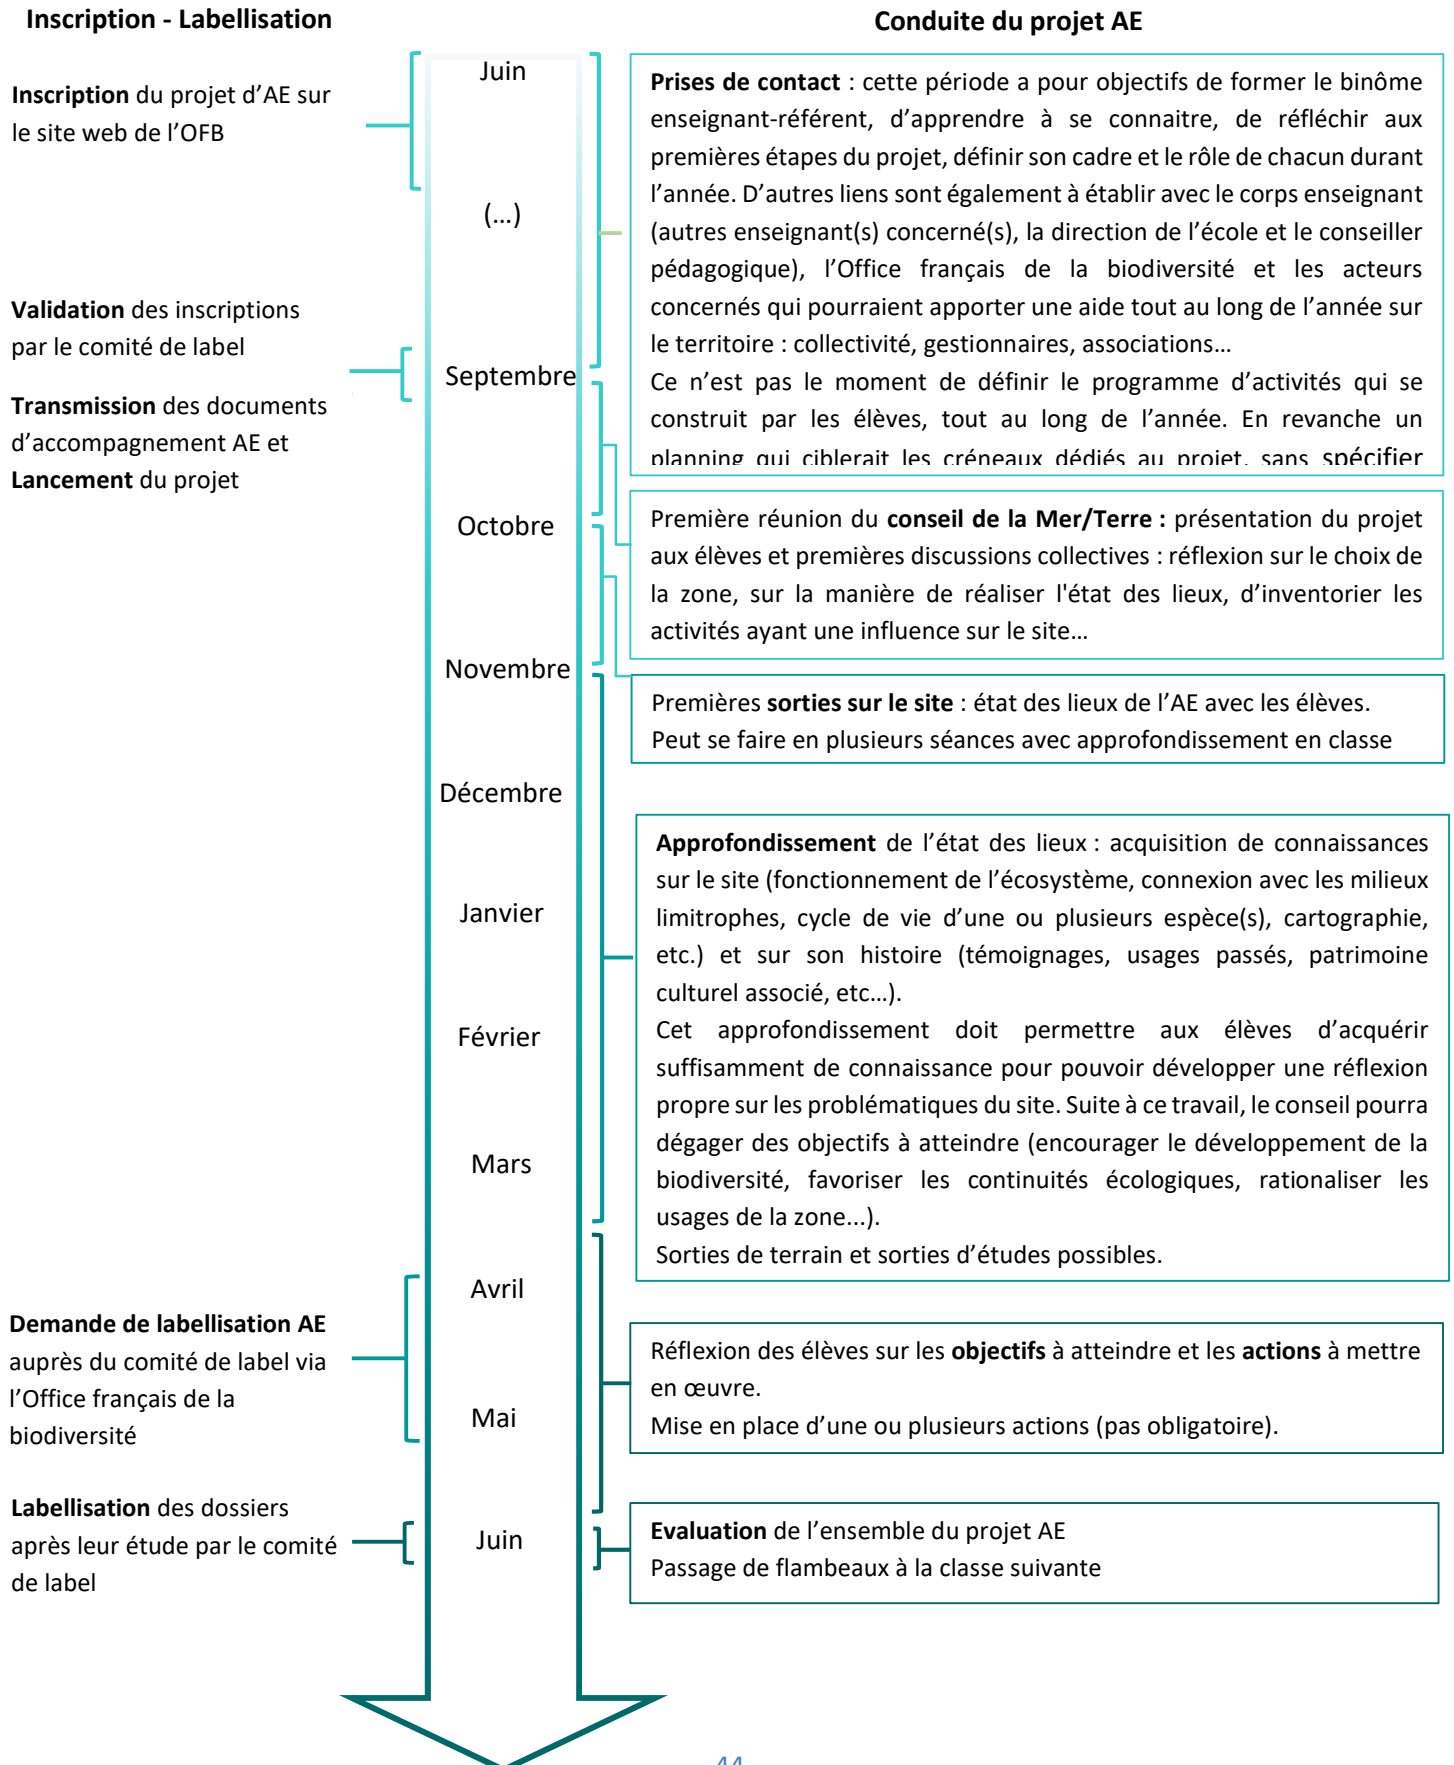 Inscription - Labellisation
Inscription du projet d’AE sur
le site web de l’OFB
Validation des inscriptions
par le comité de label
Transmission des documents
d’accompagnement AE et
Lancement du projet
Demande de labellisation AE
auprès du comité de label via
l’Office français de la
biodiversité
Labellisation des dossiers
après leur étude par le comité
de label
Juin
(…)
Septembre
Octobre
Novembre
Décembre
Janvier
Février
Mars
Avril
Mai
Juin
Conduite du projet AE
Prises de contact : cette période a pour objectifs de former le binôme
enseignant-référent, d’apprendre à se connaitre, de réfléchir aux
premières étapes du projet, définir son cadre et le rôle de chacun durant
l’année. D’autres liens sont également à établir avec le corps enseignant
(autres enseignant(s) concerné(s), la direction de l’école et le conseiller
pédagogique), l’Office français de la biodiversité et les acteurs
concernés qui pourraient apporter une aide tout au long de l’année sur
le territoire : collectivité, gestionnaires, associations…
Ce n’est pas le moment de définir le programme d’activités qui se
construit par les élèves, tout au long de l’année. En revanche un
planning qui ciblerait les créneaux dédiés au projet, sans spécifier
Première réunion du conseil de la Mer/Terre : présentation du projet
aux élèves et premières discussions collectives : réflexion sur le choix de
la zone, sur la manière de réaliser l'état des lieux, d’inventorier les
activités ayant une influence sur le site…
Premières sorties sur le site : état des lieux de l’AE avec les élèves.
Peut se faire en plusieurs séances avec approfondissement en classe
Approfondissement de l’état des lieux : acquisition de connaissances
sur le site (fonctionnement de l’écosystème, connexion avec les milieux
limitrophes, cycle de vie d’une ou plusieurs espèce(s), cartographie,
etc.) et sur son histoire (témoignages, usages passés, patrimoine
culturel associé, etc…).
Cet approfondissement doit permettre aux élèves d’acquérir
suffisamment de connaissance pour pouvoir développer une réflexion
propre sur les problématiques du site. Suite à ce travail, le conseil pourra
dégager des objectifs à atteindre (encourager le développement de la
biodiversité, favoriser les continuités écologiques, rationaliser les
usages de la zone...).
Sorties de terrain et sorties d’études possibles.
Réflexion des élèves sur les objectifs à atteindre et les actions à mettre
en œuvre.
Mise en place d’une ou plusieurs actions (pas obligatoire).
Evaluation de l’ensemble du projet AE
Passage de flambeaux à la classe suivante
44